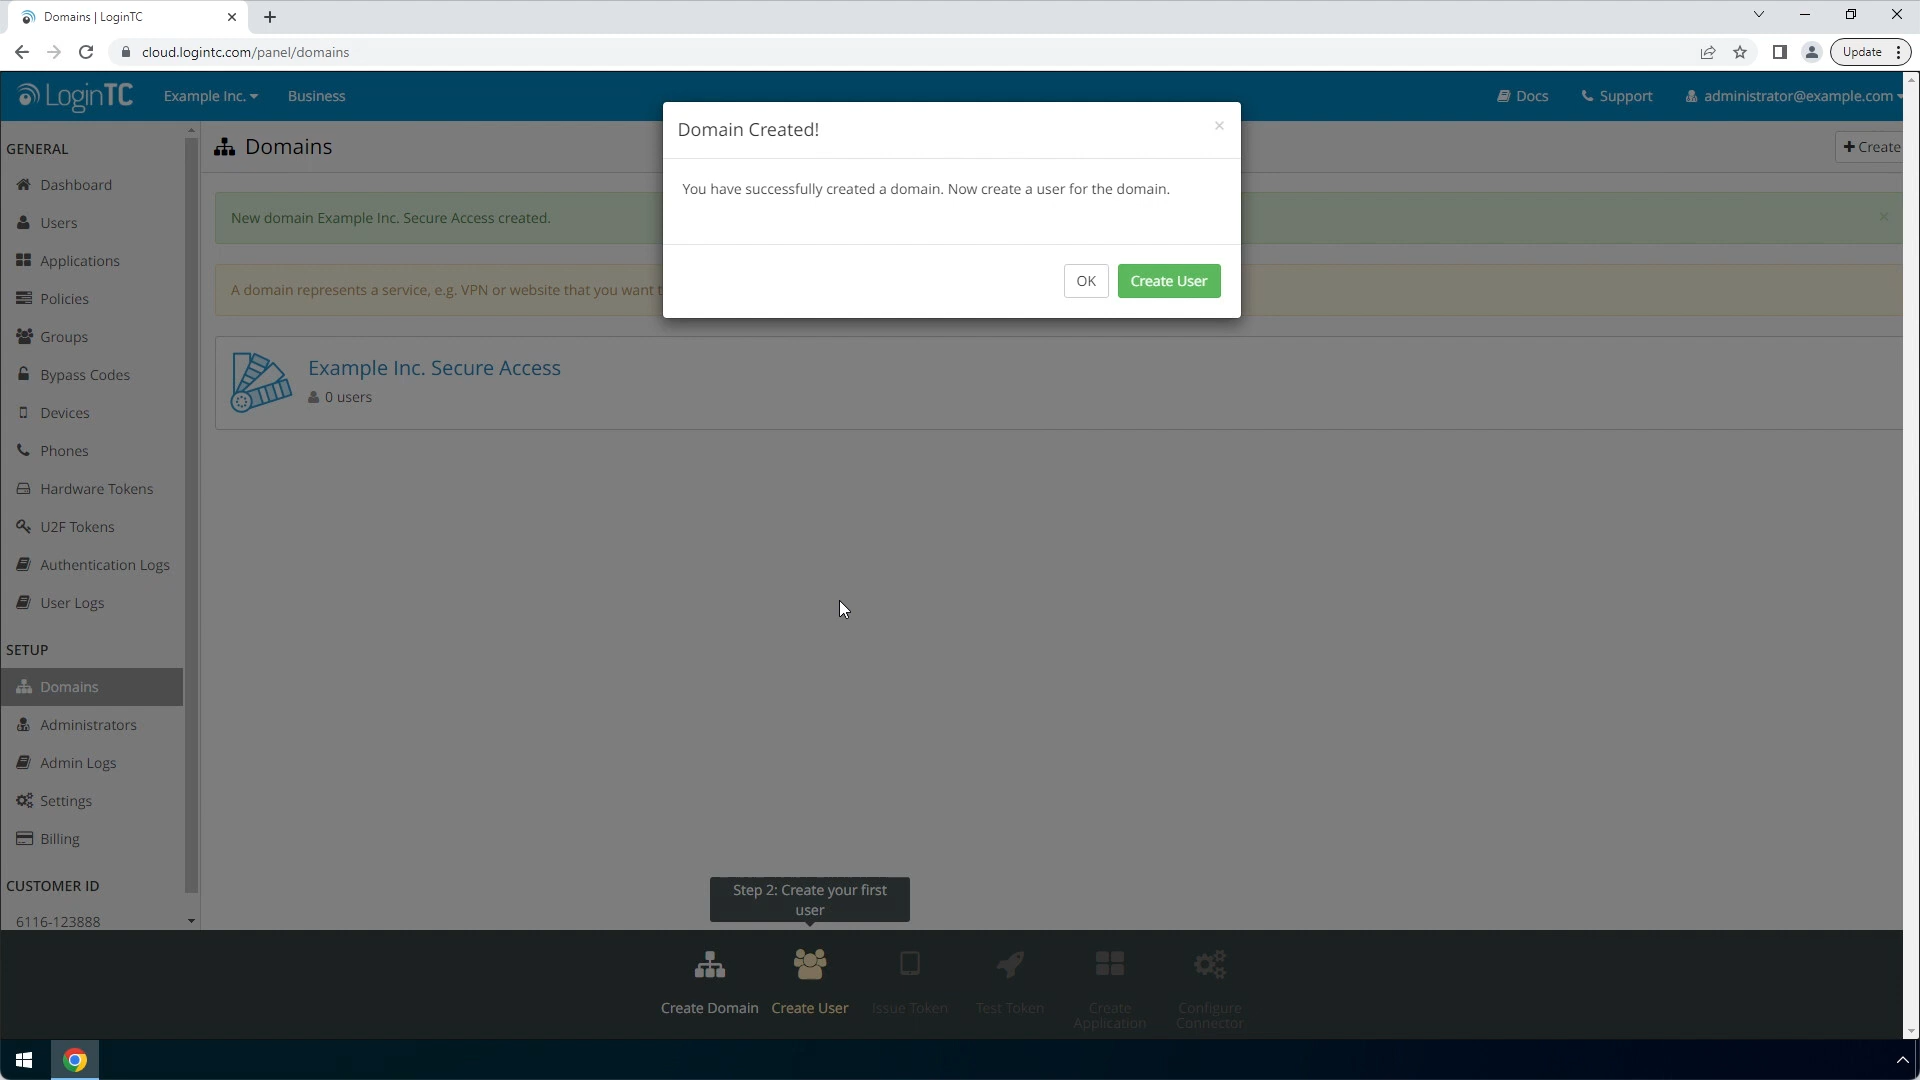 Domains | LoginTC
cloud.logintc.com/panel/domains
Update
LoginTC
Example Inc.
Business
Docs
Support
administrator@example.com
GENERAL
Dashboard
Users
Applications
Policies
Groups
Bypass Codes
Devices
Phones
Hardware Tokens
U2F Tokens
Authentication Logs
User Logs
SETUP
Domains
Administrators
Admin Logs
Settings
Billing
CUSTOMER ID
6116-123888
Domains
Create
New domain Example Inc. Secure Access created.
A domain represents a service, e.g. VPN or website that you want
Example Inc. Secure Access
0 users
Domain Created!
You have successfully created a domain. Now create a user for the domain.
OK
Create User
Step 2: Create your first
user
Create Domain
Create User
Issue Token
Test Token
Create
Application
Configure
Connector